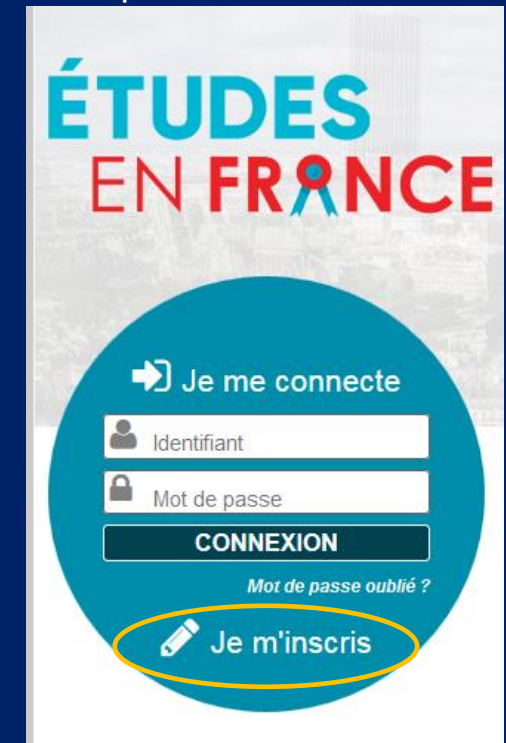 ÉTUDES
EN FRANCE
Je me connecte
Identifiant
Mot de passe
CONNEXION
Mot de passe oublié ?
Je m'inscris